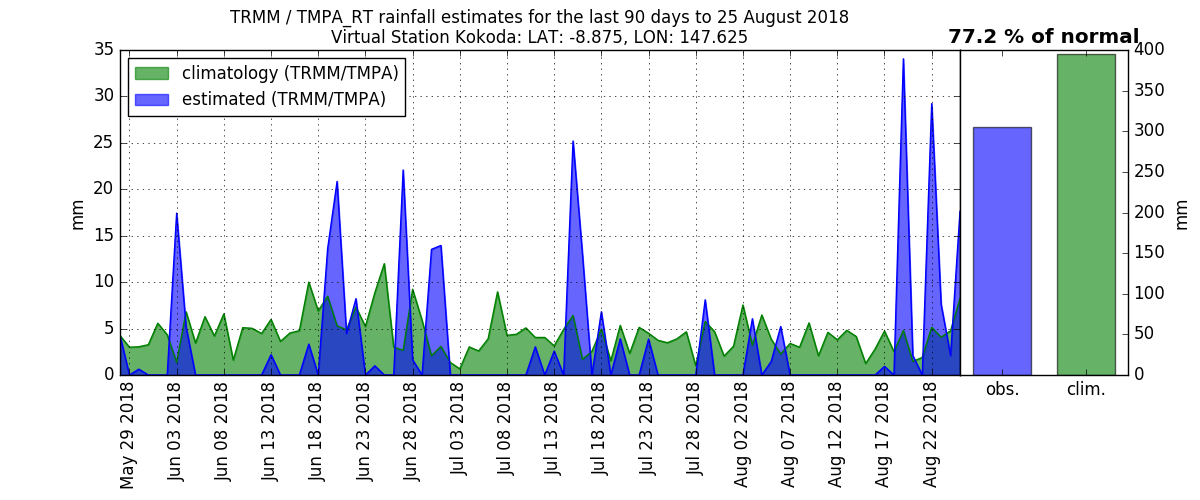 TRMM / TMPA_RT rainfall estimates for the last 90 days to 25 August 2018
Virtual Station Kokoda: LAT: -8.875, LON: 147.625
77.2 % of normal
climatology (TRMM/TMPA)
estimated (TRMM/TMPA)
35
30
25
20
15
10
5
0
mm
May 29 2018
Jun 03 2018
Jun 08 2018
Jun 13 2018
Jun 18 2018
Jun 23 2018
Jun 28 2018
Jul 03 2018
Jul 08 2018
Jul 13 2018
Jul 18 2018
Jul 23 2018
Jul 28 2018
Aug 02 2018
Aug 07 2018
Aug 12 2018
Aug 17 2018
Aug 22 2018
obs.
clim.
400
350
300
250
200
150
100
50
0
mm